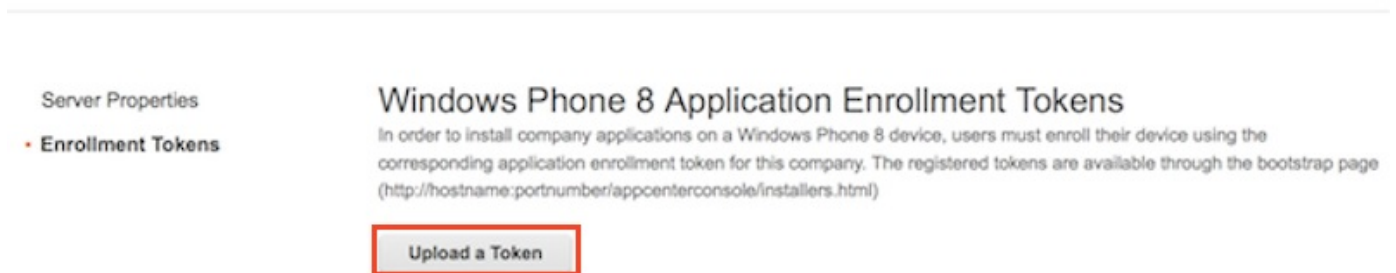 Server Properties
Enrollment Tokens
Windows Phone 8 Application Enrollment Tokens
In order to install company applications on a Windows Phone 8 device, users must enroll their device using the
corresponding application enrollment token for this company. The registered tokens are available through the bootstrap page
(http://hostname:portnumber/appcenterconsole/installers.html)
Upload a Token